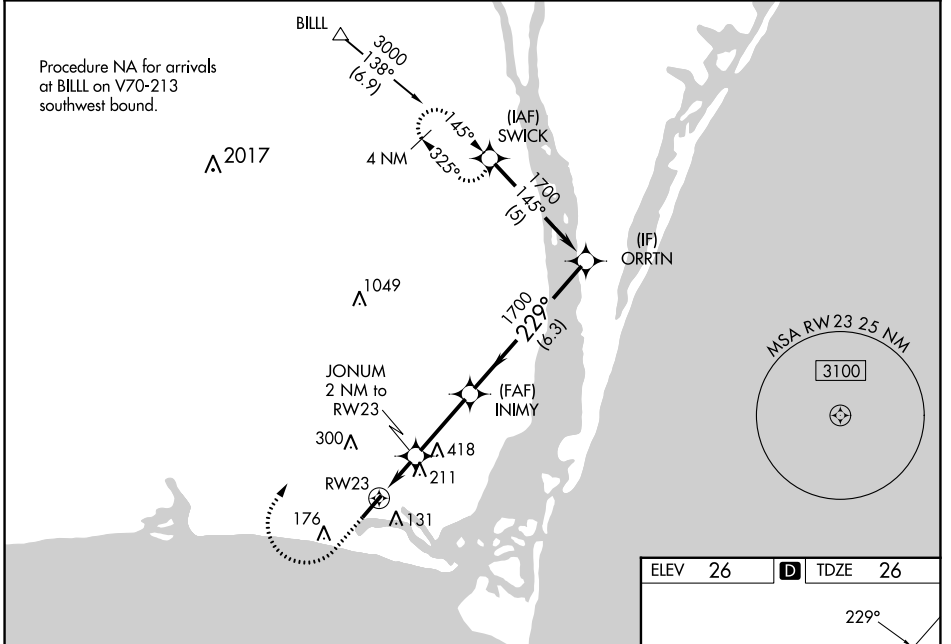 BILLL
3000
138°
(6.9)
Procedure NA for arrivals
at BILLL on V70-213
southwest bound.
(IAF)
SWICK
145°
4 NM
325°
2017
1700
145°
(5)
(IF)
ORRTN
1049
1700
229°
(6.3)
MSA RW23 25 NM
3100
JONUM
2 NM to
RW23
(FAF)
INIMY
300
418
211
RW23
176
131
ELEV 26 D TDZE 26
229°